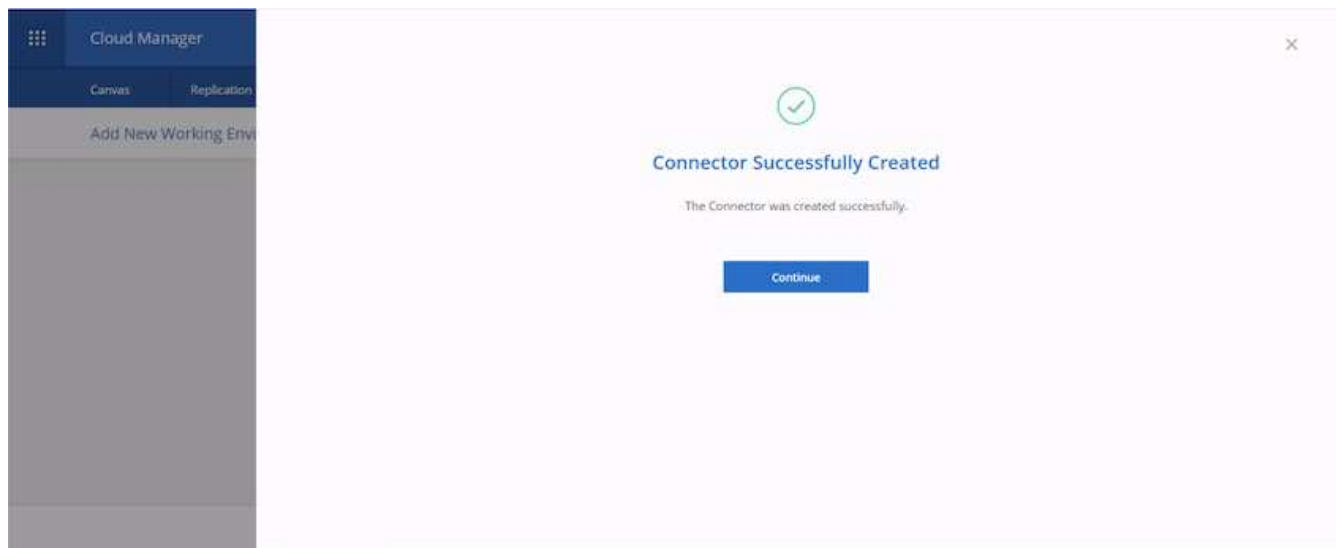 Cloud Manager
Canvas Replication
Add New Working Envi
Connector Successfully Created
The Connector was created successfully.
Continue